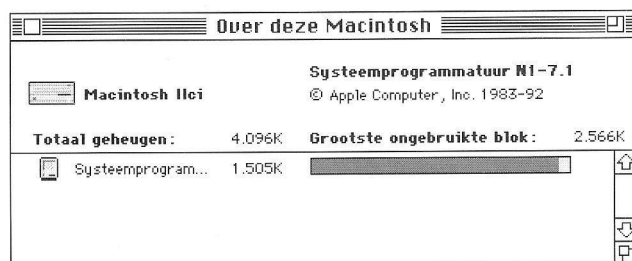 Over deze Macintosh
Systeemprogrammatuur N1-7.1
Macintosh IIci
© Apple Computer, Inc. 1983-92
Totaal geheugen: 4.096K Grootste ongebruikte blok: 2.566K
Systeemprogram... 1.505K